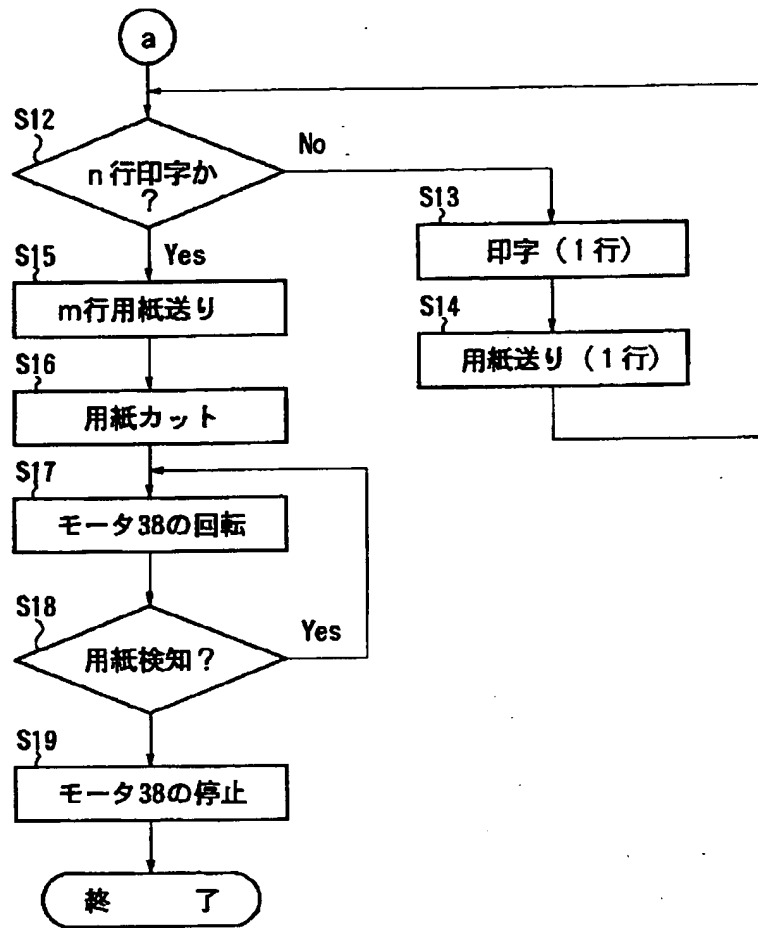 a
S12
n行印字か
?
No
Yes
S13
印字(1行)
S14
用紙送り(1行)
S15
m行用紙送り
S16
用紙カット
S17
モータ38の回転
S18
用紙検知?
Yes
S19
モータ38の停止
終 了